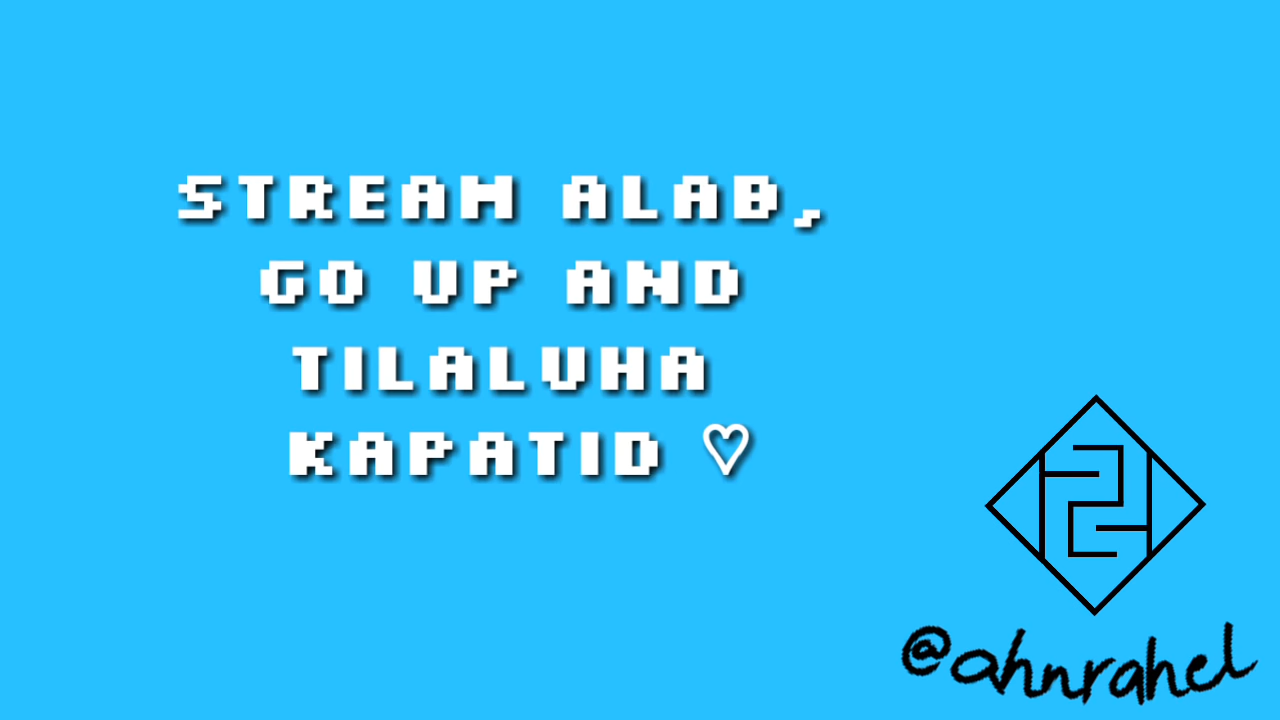 STREAM ALAB,
GO UP AND
TILALUHA
KAPATID ♡
@ahnrahel